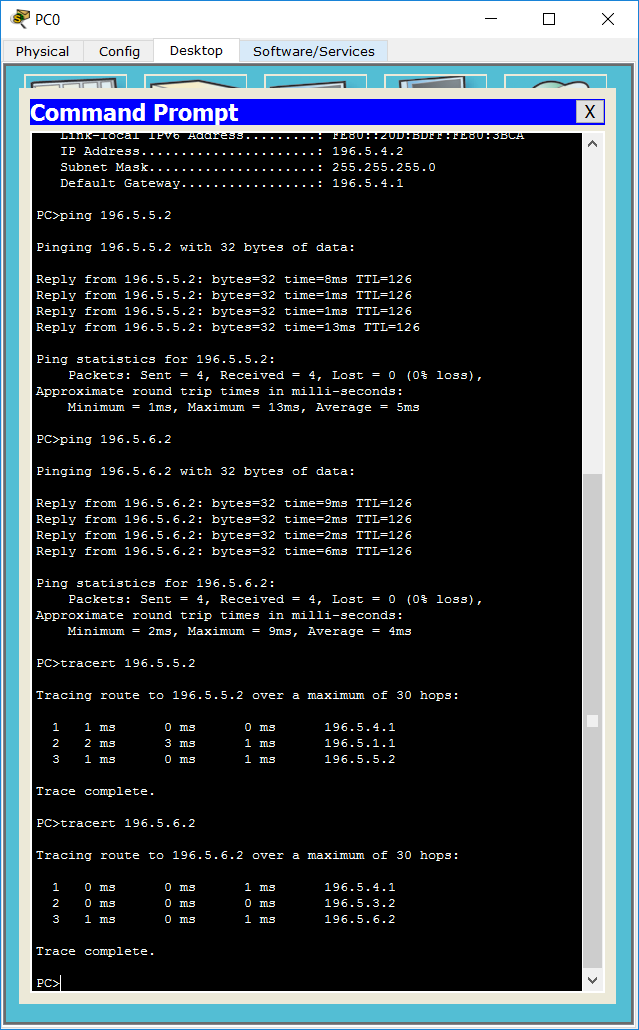 PC0
Physical Config Desktop Software/Services
Command Prompt X
Link-local IPv6 Address.........: FE80::20D:BDFF:FE80:3BCA
IP Address......................: 196.5.4.2
Subnet Mask.....................: 255.255.255.0
Default Gateway.................: 196.5.4.1
PC>ping 196.5.5.2
Pinging 196.5.5.2 with 32 bytes of data:
Reply from 196.5.5.2: bytes=32 time=8ms TTL=126
Reply from 196.5.5.2: bytes=32 time=1ms TTL=126
Reply from 196.5.5.2: bytes=32 time=1ms TTL=126
Reply from 196.5.5.2: bytes=32 time=13ms TTL=126
Ping statistics for 196.5.5.2:
Packets: Sent = 4, Received = 4, Lost = 0 (0% loss),
Approximate round trip times in milli-seconds:
Minimum = 1ms, Maximum = 13ms, Average = 5ms
PC>ping 196.5.6.2
Pinging 196.5.6.2 with 32 bytes of data:
Reply from 196.5.6.2: bytes=32 time=9ms TTL=126
Reply from 196.5.6.2: bytes=32 time=2ms TTL=126
Reply from 196.5.6.2: bytes=32 time=2ms TTL=126
Reply from 196.5.6.2: bytes=32 time=6ms TTL=126
Ping statistics for 196.5.6.2:
Packets: Sent = 4, Received = 4, Lost = 0 (0% loss),
Approximate round trip times in milli-seconds:
Minimum = 2ms, Maximum = 9ms, Average = 4ms
PC>tracert 196.5.5.2
Tracing route to 196.5.5.2 over a maximum of 30 hops:
1 1 ms 0 ms 0 ms 196.5.4.1
2 2 ms 3 ms 1 ms 196.5.1.1
3 1 ms 0 ms 1 ms 196.5.5.2
Trace complete.
PC>tracert 196.5.6.2
Tracing route to 196.5.6.2 over a maximum of 30 hops:
1 0 ms 0 ms 1 ms 196.5.4.1
2 0 ms 0 ms 0 ms 196.5.3.2
3 1 ms 0 ms 1 ms 196.5.6.2
Trace complete.
PC>